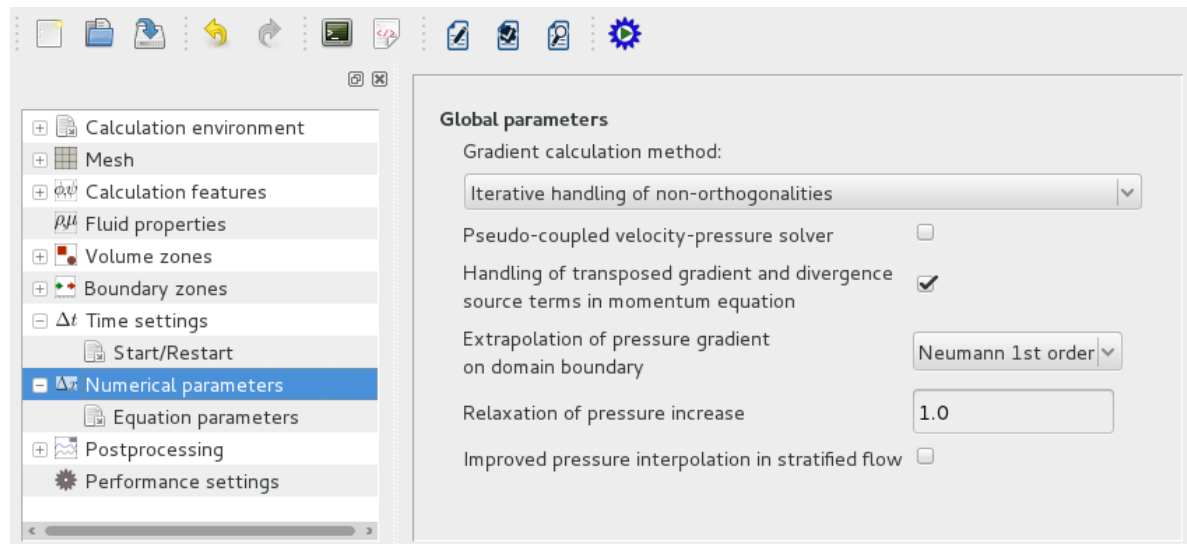 Calculation environment
Mesh
Calculation features
Fluid properties
Volume zones
Boundary zones
Δt Time settings
Start/Restart
Numerical parameters
Equation parameters
Postprocessing
Performance settings
Global parameters
Gradient calculation method:
Iterative handling of non-orthogonalities
Pseudo-coupled velocity-pressure solver
Handling of transposed gradient and divergence
source terms in momentum equation
Extrapolation of pressure gradient
on domain boundary
Neumann 1st order
Relaxation of pressure increase
1.0
Improved pressure interpolation in stratified flow